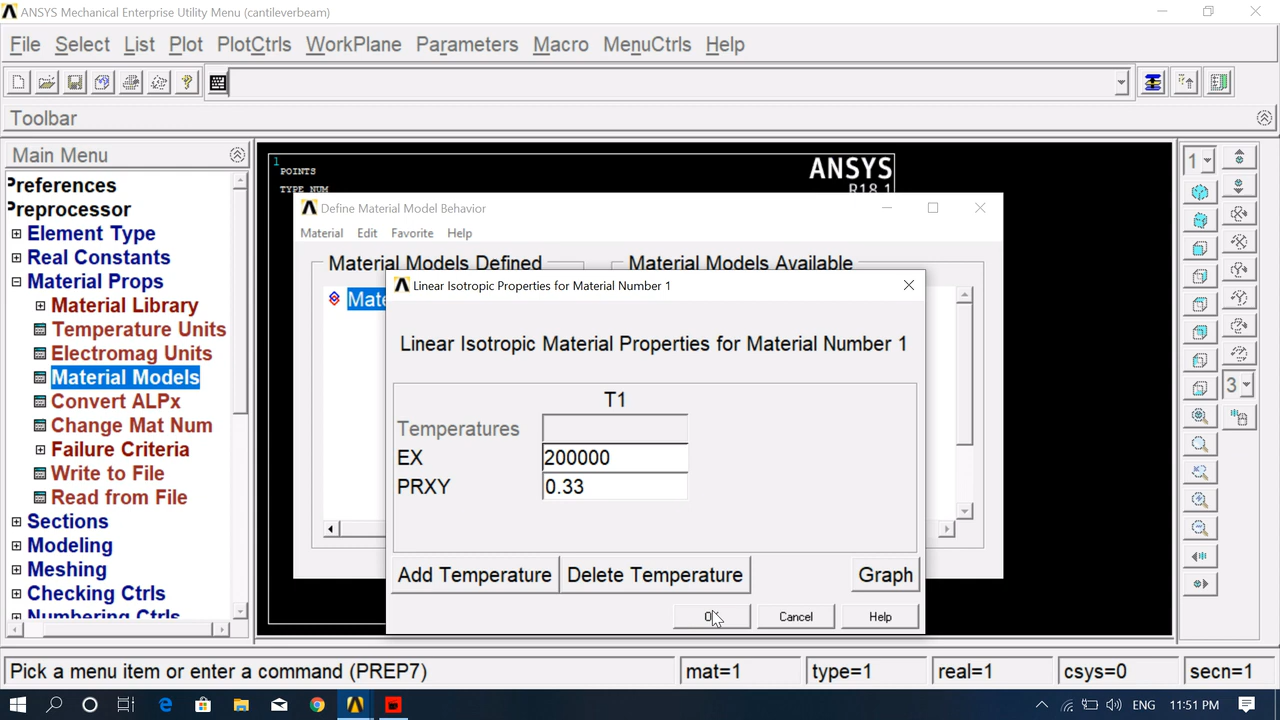 ANSYS Mechanical Enterprise Utility Menu (cantileverbeam)
File Select List Plot PlotCtrls WorkPlane Parameters Macro MenuCtrls Help
Toolbar
Main Menu
Preferences
Preprocessor
Element Type
Real Constants
Material Props
Material Library
Temperature Units
Electromag Units
Material Models
Convert ALPx
Change Mat Num
Failure Criteria
Write to File
Read from File
Sections
Modeling
Meshing
Checking Ctrls
Numbering Ctrls
1
POINTS
TYPE NUM
ANSYS
R18.1
Define Material Model Behavior
Material Edit Favorite Help
Material Models Defined
Material Models Available
Mate
Linear Isotropic Properties for Material Number 1
Linear Isotropic Material Properties for Material Number 1
T1
Temperatures
EX 200000
PRXY 0.33
Add Temperature Delete Temperature Graph
OK Cancel Help
1
3
Pick a menu item or enter a command (PREP7) mat=1 type=1 real=1 csys=0 secn=1
ENG 11:51 PM